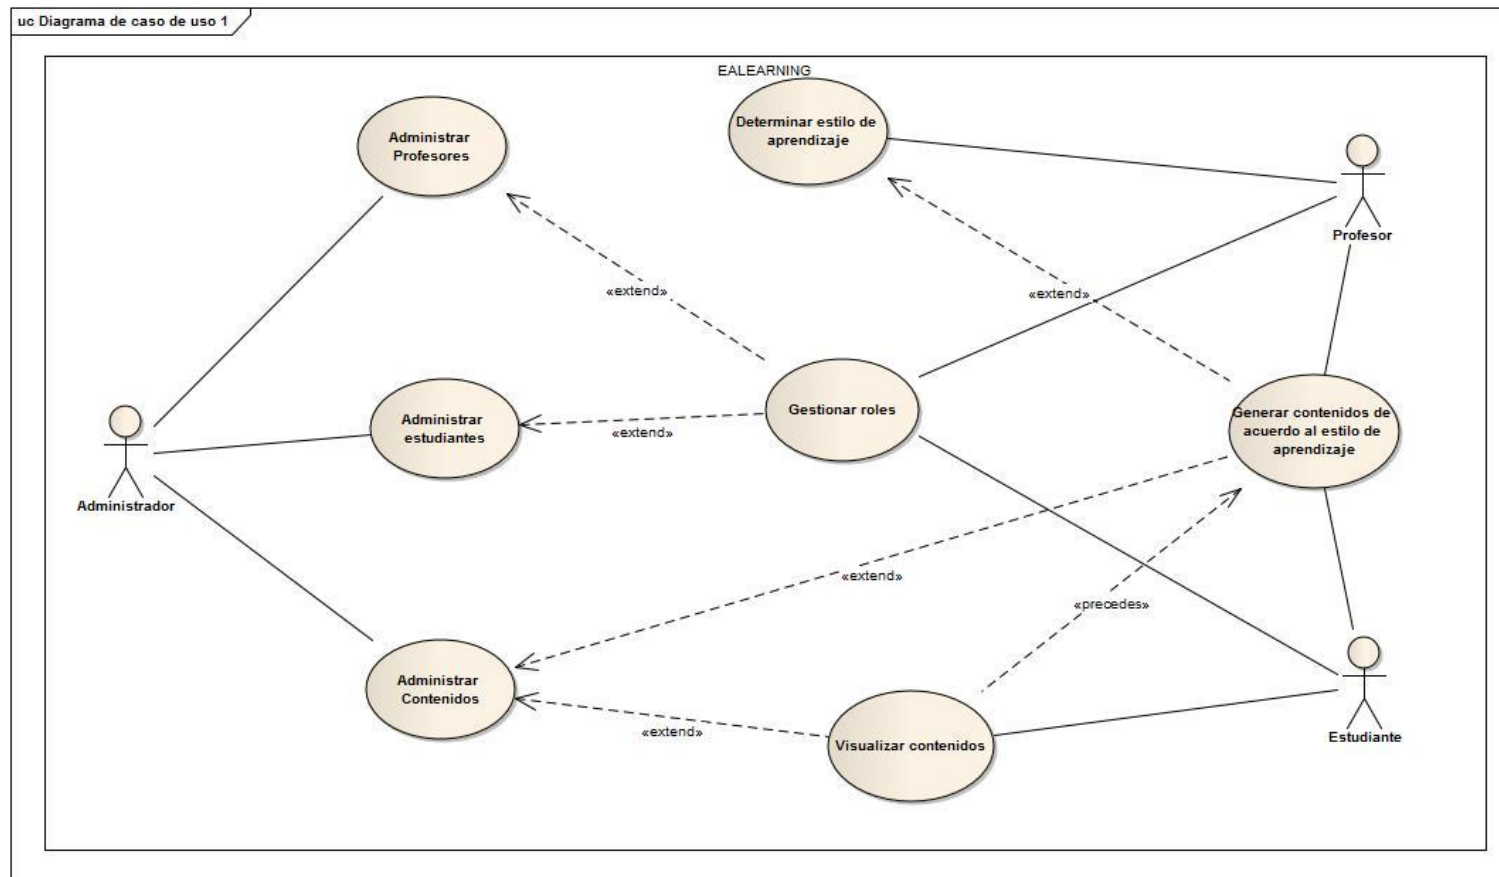 uc Diagrama de caso de uso 1
EALEARNING
Administrar
Profesores
Determinar estilo de
aprendizaje
Profesor
«extend»
«extend»
Administrar
estudiantes
«extend»
Gestionar roles
Generar contenidos de
acuerdo al estilo de
aprendizaje
Administrador
«extend»
«precedes»
Administrar
Contenidos
«extend»
Visualizar contenidos
Estudiante